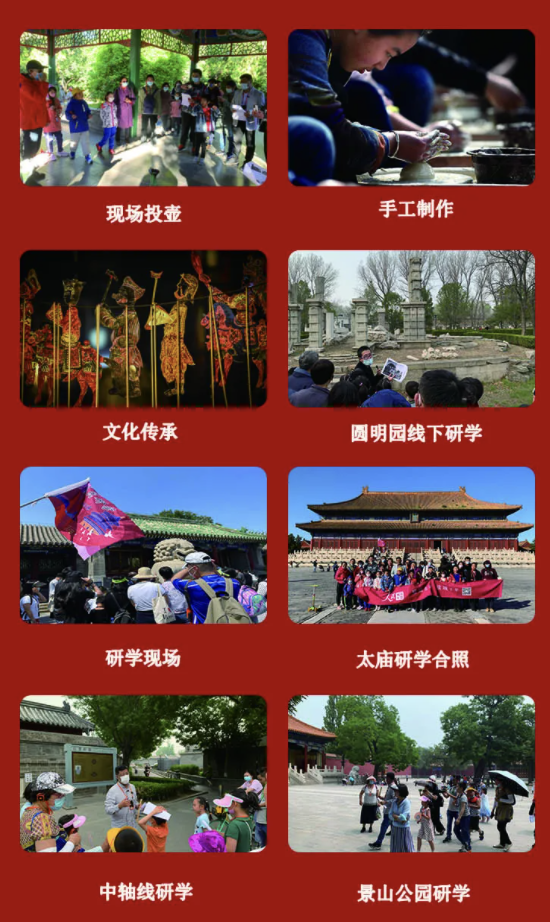 现场投壶
手工制作
文化传承
圆明园线下研学
研学现场
太庙研学合照
中轴线研学
景山公园研学